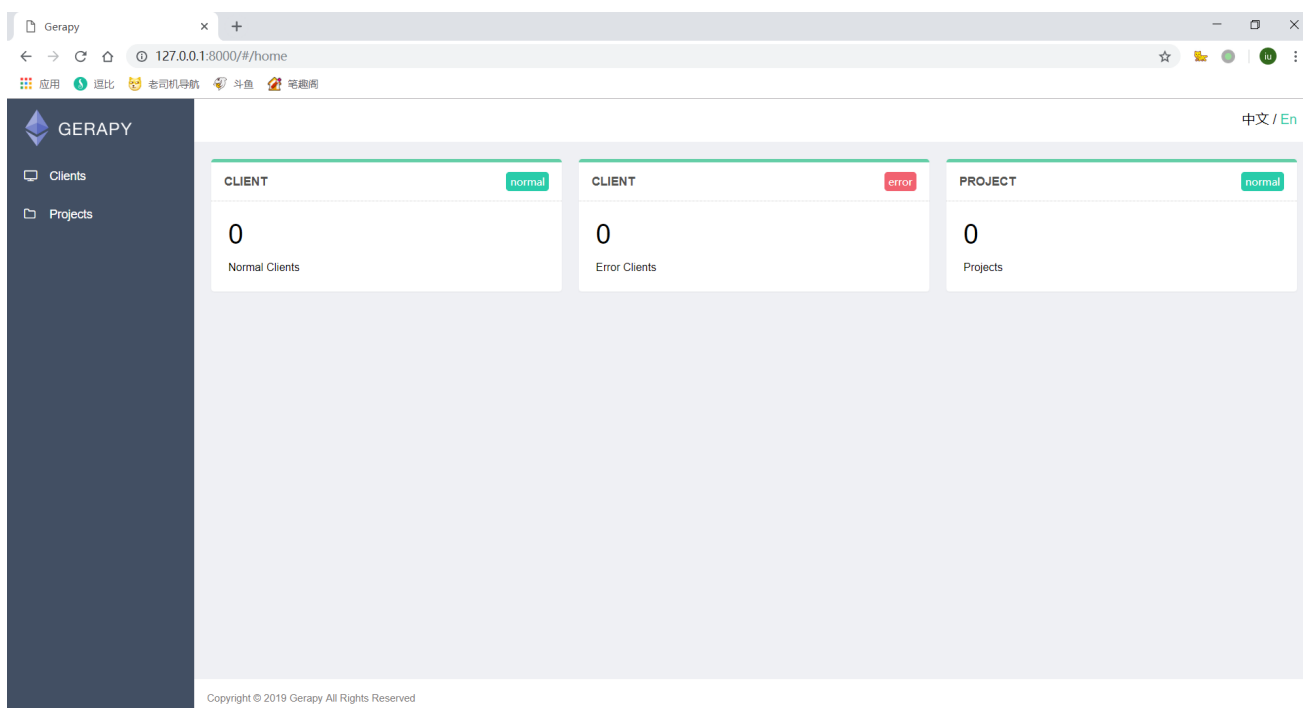 Gerapy
127.0.0.1:8000/#/home
iu
应用 逗比 老司机导航 斗鱼 笔趣阁
GERAPY
中文 / En
Clients
Projects
CLIENT normal
0
Normal Clients
CLIENT error
0
Error Clients
PROJECT normal
0
Projects
Copyright © 2019 Gerapy All Rights Reserved